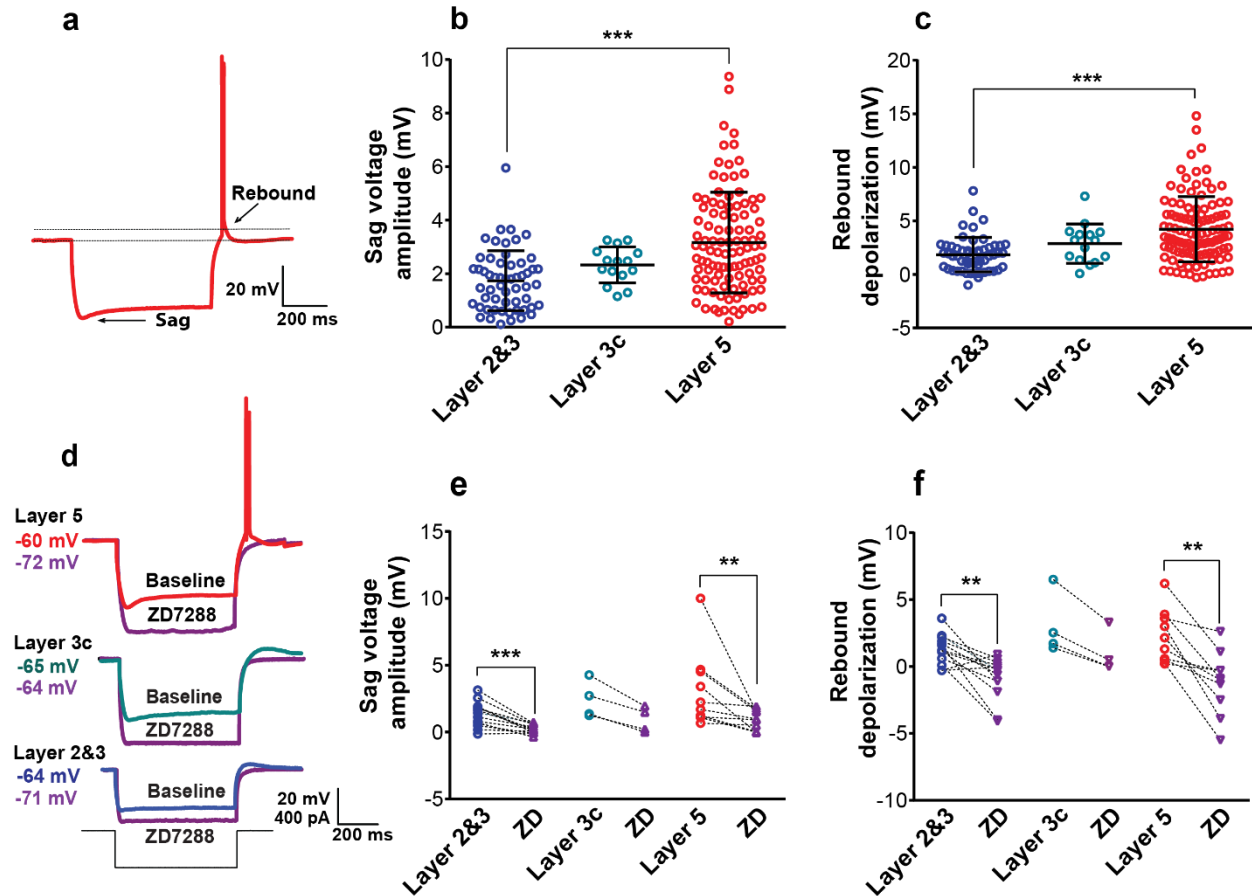 a
Rebound
Sag
20 mV
200 ms
b
***
Sag voltage
amplitude (mV)
10
8
6
4
2
0
Layer 2&3
Layer 3c
Layer 5
c
***
Rebound
depolarization (mV)
20
15
10
5
0
-5
Layer 2&3
Layer 3c
Layer 5
d
Layer 5
-60 mV
-72 mV
Baseline
ZD7288
Layer 3c
-65 mV
-64 mV
Baseline
ZD7288
Layer 2&3
-64 mV
-71 mV
Baseline
ZD7288
20 mV
400 pA
200 ms
e
***
**
Sag voltage
amplitude (mV)
15
10
5
0
-5
Layer 2&3
ZD
Layer 3c
ZD
Layer 5
ZD
f
**
**
Rebound
depolarization (mV)
10
5
0
-5
-10
Layer 2&3
ZD
Layer 3c
ZD
Layer 5
ZD